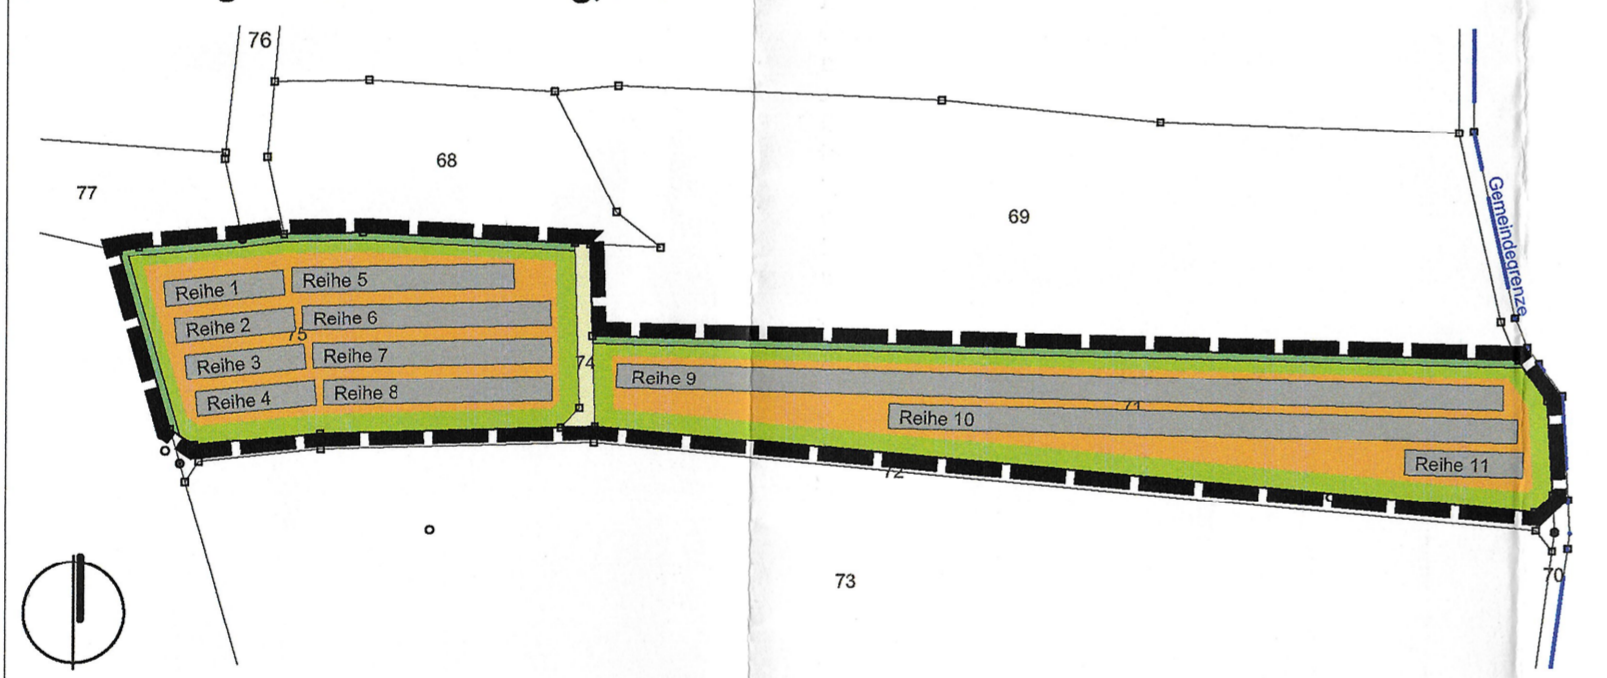 76
68
77
69
Gemeindegrenze
Reihe 1
Reihe 5
Reihe 2
Reihe 6
75
Reihe 3
Reihe 7
74
Reihe 4
Reihe 8
Reihe 9
71
Reihe 10
Reihe 11
72
73
70